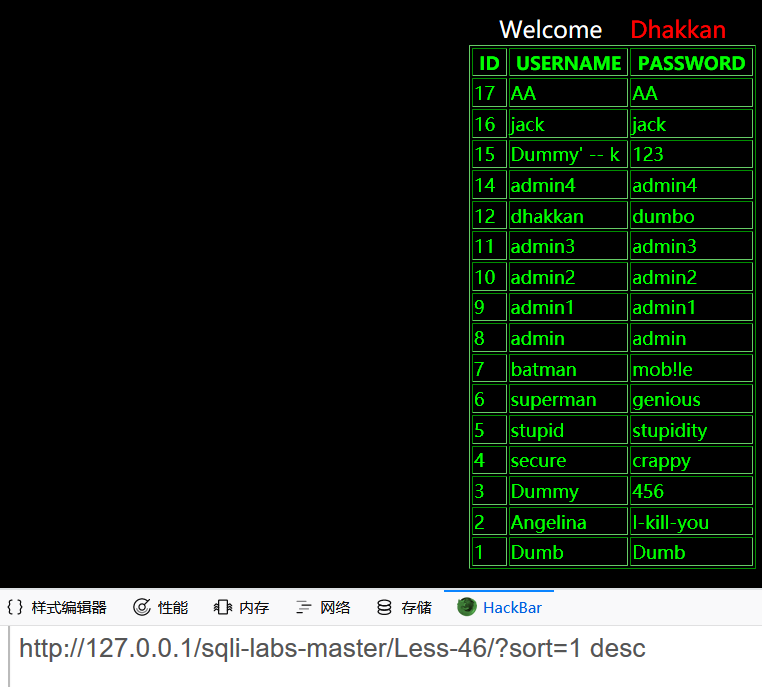 Welcome Dhakkan
ID USERNAME PASSWORD
17 AA AA
16 jack jack
15 Dummy' -- k 123
14 admin4 admin4
12 dhakkan dumbo
11 admin3 admin3
10 admin2 admin2
9 admin1 admin1
8 admin admin
7 batman mob!le
6 superman genious
5 stupid stupidity
4 secure crappy
3 Dummy 456
2 Angelina I-kill-you
1 Dumb Dumb
{} 样式编辑器 性能 内存 网络 存储 HackBar
http://127.0.0.1/sqli-labs-master/Less-46/?sort=1 desc